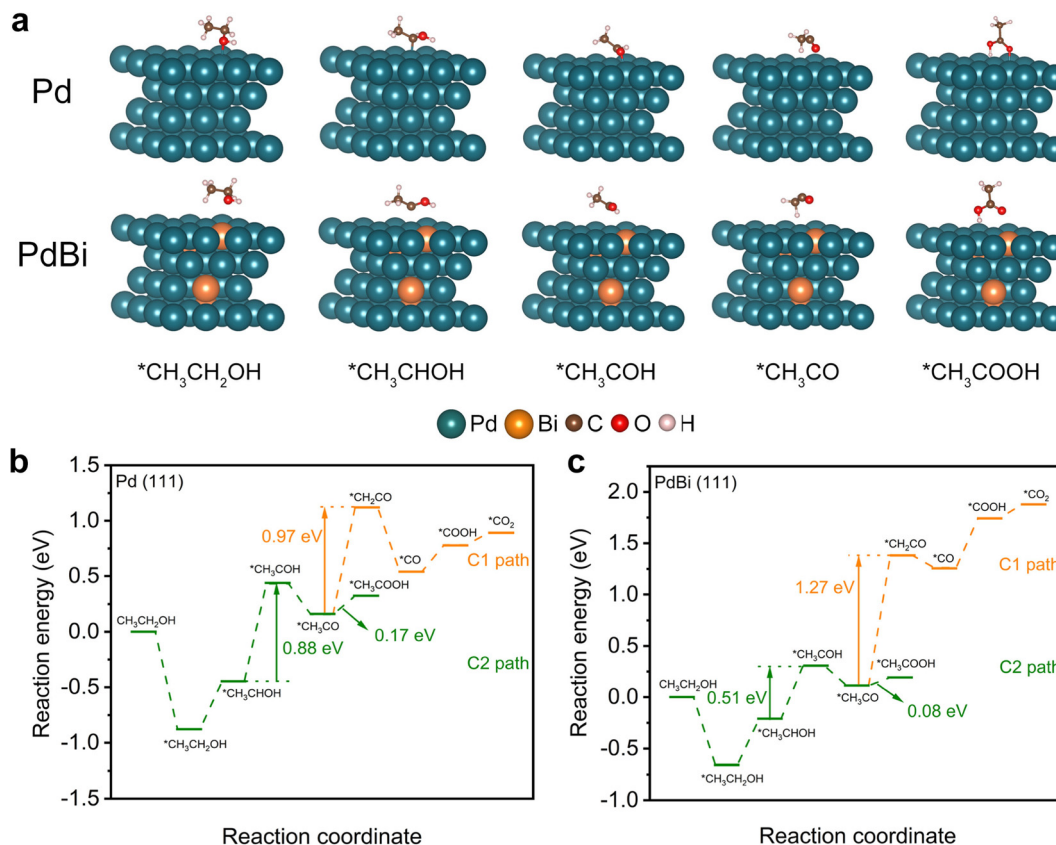 a
Pd
PdBi
*CH₃CH₂OH *CH₃CHOH *CH₃COH *CH₃CO *CH₃COOH
Pd Bi C O H
b
Pd (111)
Reaction energy (eV)
1.5
1.0
0.5
0.0
-0.5
-1.0
-1.5
CH₃CH₂OH
*CH₃CH₂OH
*CH₃CHOH
*CH₃COH
0.88 eV
*CH₃CO
0.97 eV
*CH₂CO
*CO
*COOH
*CO₂
C1 path
*CH₃COOH
0.17 eV
C2 path
Reaction coordinate
c
PdBi (111)
Reaction energy (eV)
2.0
1.5
1.0
0.5
0.0
-0.5
-1.0
CH₃CH₂OH
*CH₃CH₂OH
0.51 eV
*CH₃CHOH
*CH₃COH
*CH₃CO
1.27 eV
*CH₂CO
*CO
*COOH
*CO₂
C1 path
*CH₃COOH
0.08 eV
C2 path
Reaction coordinate